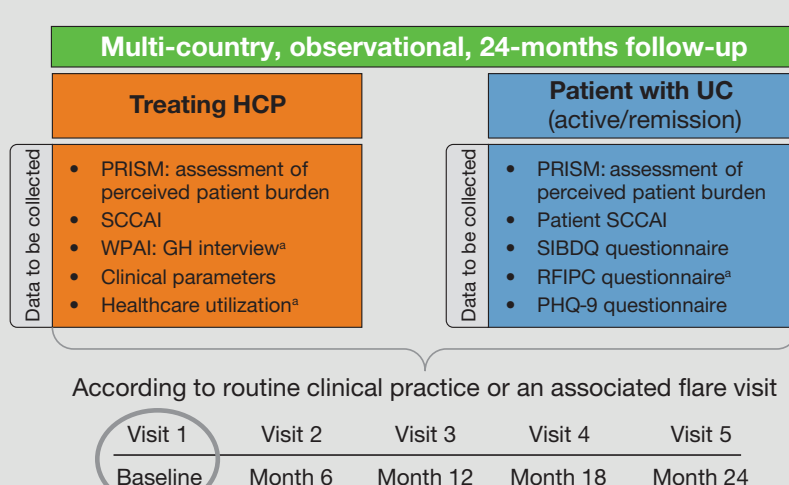 Multi-country, observational, 24-months follow-up
Treating HCP
Data to be collected
• PRISM: assessment of
perceived patient burden
• SCCAI
• WPAI: GH interviewᵃ
• Clinical parameters
• Healthcare utilizationᵃ
Patient with UC
(active/remission)
Data to be collected
• PRISM: assessment of
perceived patient burden
• Patient SCCAI
• SIBDQ questionnaire
• RFIPC questionnaireᵃ
• PHQ-9 questionnaire
According to routine clinical practice or an associated flare visit
Visit 1 Visit 2 Visit 3 Visit 4 Visit 5
Baseline Month 6 Month 12 Month 18 Month 24